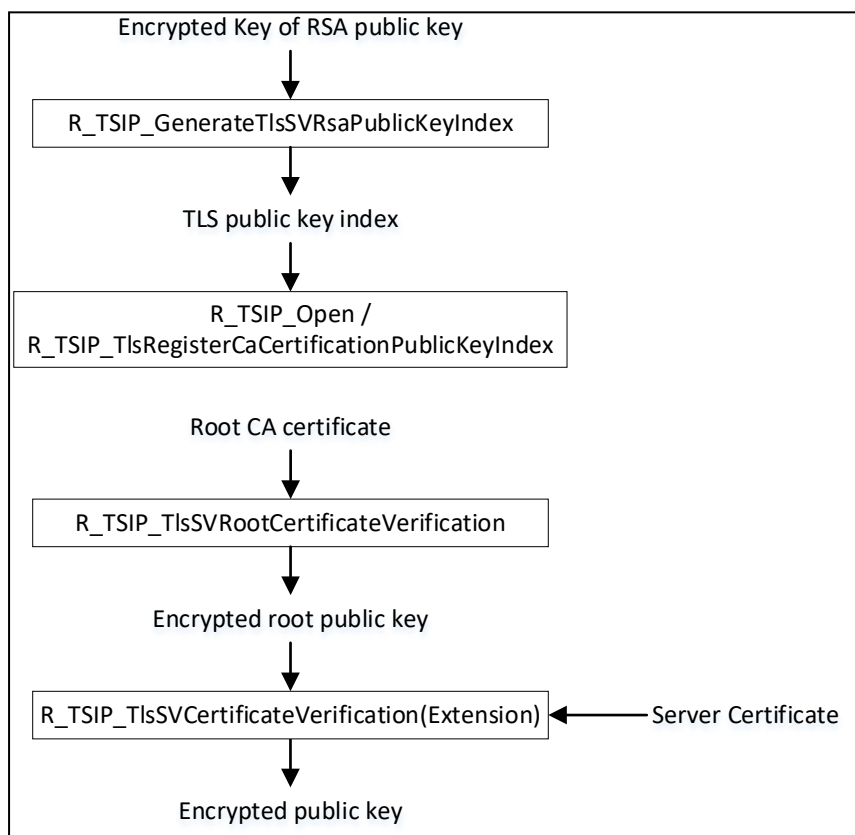 Encrypted Key of RSA public key
R_TSIP_GenerateTlsSVRsaPublicKeyIndex
TLS public key index
R_TSIP_Open /
R_TSIP_TlsRegisterCaCertificationPublicKeyIndex
Root CA certificate
R_TSIP_TlsSVRootCertificateVerification
Encrypted root public key
R_TSIP_TlsSVCertificateVerification(Extension)
Server Certificate
Encrypted public key